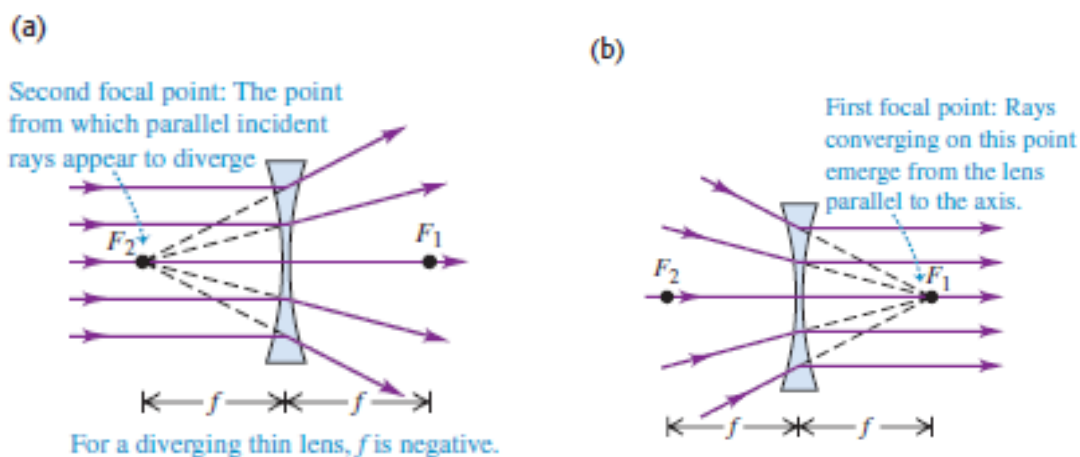 (a)
Second focal point: The point
from which parallel incident
rays appear to diverge
F₂
F₁
f
f
For a diverging thin lens, f is negative.
(b)
First focal point: Rays
converging on this point
emerge from the lens
parallel to the axis.
F₂
F₁
f
f